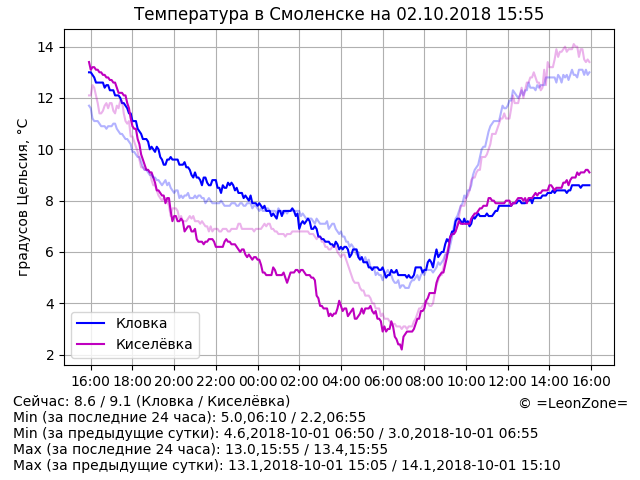 Температура в Смоленске на 02.10.2018 15:55
градусов Цельсия, °C
14
12
10
8
6
4
2
Кловка
Киселёвка
16:00 18:00 20:00 22:00 00:00 02:00 04:00 06:00 08:00 10:00 12:00 14:00 16:00
Сейчас: 8.6 / 9.1 (Кловка / Киселёвка)
© =LeonZone=
Min (за последние 24 часа): 5.0,06:10 / 2.2,06:55
Min (за предыдущие сутки): 4.6,2018-10-01 06:50 / 3.0,2018-10-01 06:55
Max (за последние 24 часа): 13.0,15:55 / 13.4,15:55
Max (за предыдущие сутки): 13.1,2018-10-01 15:05 / 14.1,2018-10-01 15:10